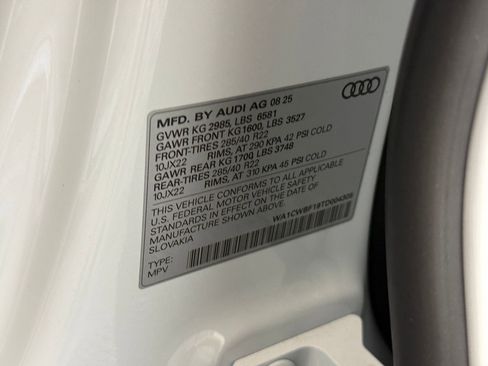 MFD. BY AUDI AG 08 25
GVWR KG 2985, LBS 6581
GAWR FRONT KG1600, LBS 3527
FRONT-TIRES 285/40 R22
10JX22 RIMS, AT 290 KPA 42 PSI COLD
GAWR REAR KG1700 LBS 3748
REAR-TIRES 285/40 R22
10JX22 RIMS, AT 310 KPA 45 PSI COLD
THIS VEHICLE CONFORMS TO ALL APPLICABLE
U.S. FEDERAL MOTOR VEHICLE SAFETY
STANDARDS IN EFFECT ON THE DATE OF
MANUFACTURE SHOWN ABOVE.
SLOVAKIA
WA1CWBF19TD004305
TYPE:
MPV